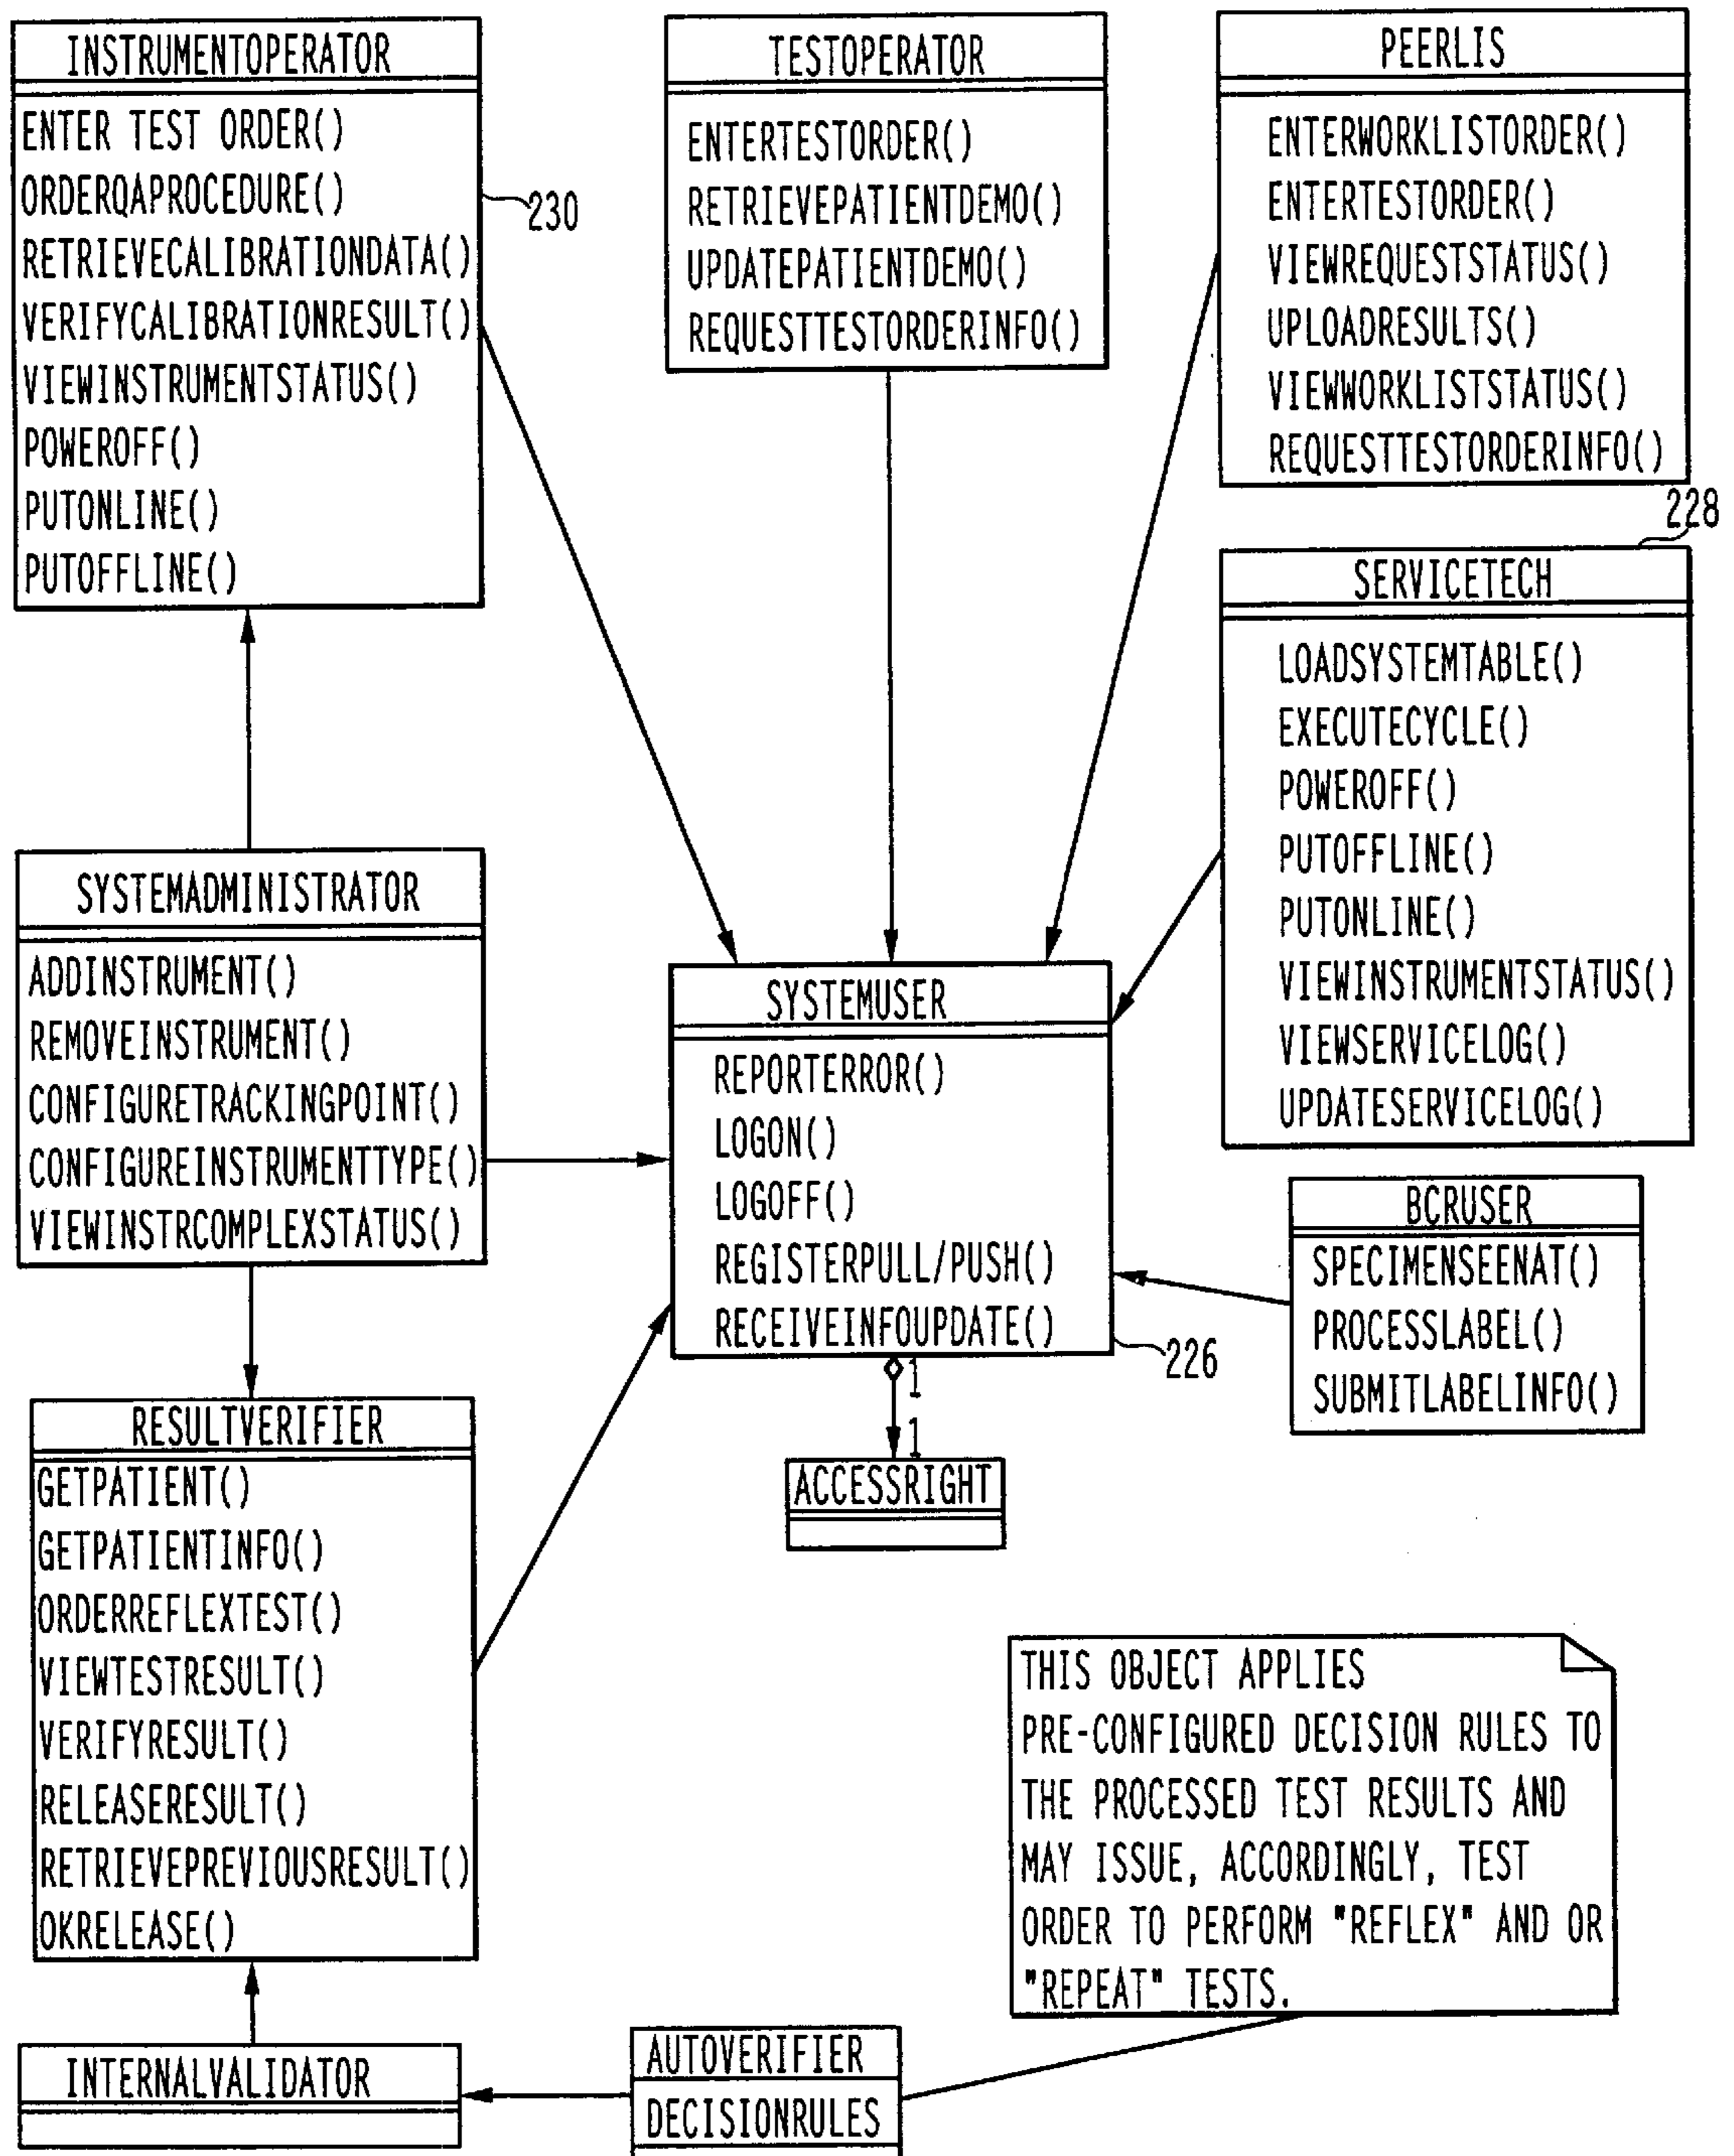 INSTRUMENTOPERATOR
ENTER TEST ORDER()
ORDERQAPROCEDURE()
RETRIEVECALIBRATIONDATA()
VERIFYCALIBRATIONRESULT()
VIEWINSTRUMENTSTATUS()
POWEROFF()
PUTONLINE()
PUTOFFLINE()
230
TESTOPERATOR
ENTERTESTORDER()
RETRIEVEPATIENTDEMO()
UPDATEPATIENTDEMO()
REQUESTTESTORDERINFO()
PEERLIS
ENTERWORKLISTORDER()
ENTERTESTORDER()
VIEWREQUESTSTATUS()
UPLOADRESULTS()
VIEWWORKLISTSTATUS()
REQUESTTESTORDERINFO()
228
SERVICETECH
LOADSYSTEMTABLE()
EXECUTECYCLE()
POWEROFF()
PUTOFFLINE()
PUTONLINE()
VIEWINSTRUMENTSTATUS()
VIEWSERVICELOG()
UPDATESERVICELOG()
SYSTEMADMINISTRATOR
ADDINSTRUMENT()
REMOVEINSTRUMENT()
CONFIGURETRACKINGPOINT()
CONFIGUREINSTRUMENTTYPE()
VIEWINSTRCOMPLEXSTATUS()
SYSTEMUSER
REPORTERROR()
LOGON()
LOGOFF()
REGISTERPULL/PUSH()
RECEIVEINFOUPDATE()
226
1
1
ACCESSRIGHT
BCRUSER
SPECIMENSEENAT()
PROCESSLABEL()
SUBMITLABELINFO()
RESULTVERIFIER
GETPATIENT()
GETPATIENTINFO()
ORDERREFLEXTEST()
VIEWTESTRESULT()
VERIFYRESULT()
RELEASERESULT()
RETRIEVEPREVIOUSRESULT()
OKRELEASE()
THIS OBJECT APPLIES
PRE-CONFIGURED DECISION RULES TO
THE PROCESSED TEST RESULTS AND
MAY ISSUE, ACCORDINGLY, TEST
ORDER TO PERFORM "REFLEX" AND OR
"REPEAT" TESTS.
INTERNALVALIDATOR
AUTOVERIFIER
DECISIONRULES